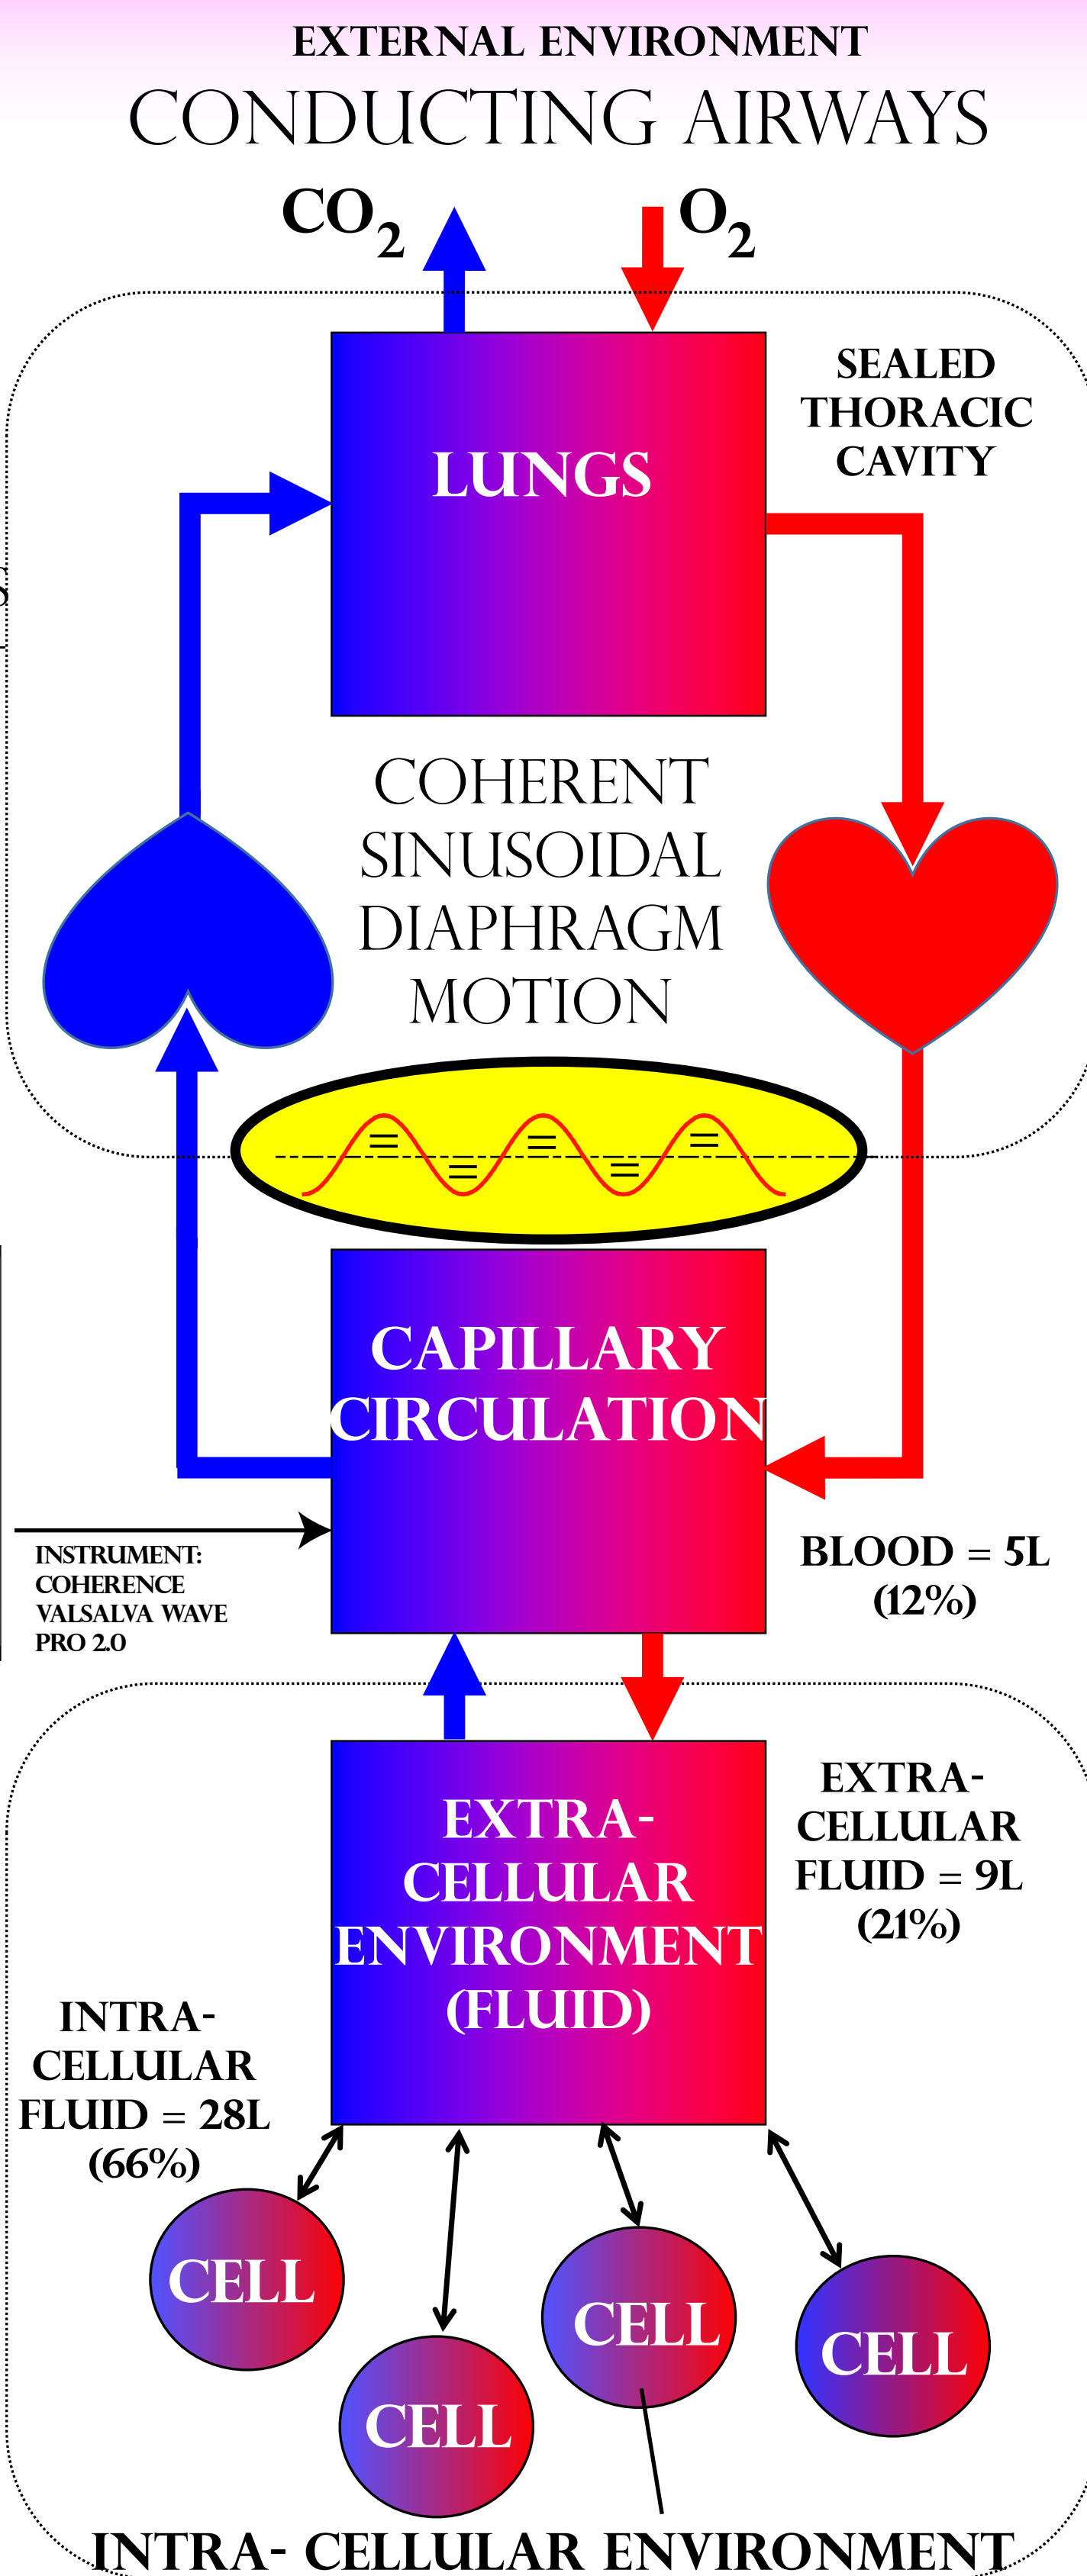 EXTERNAL ENVIRONMENT
CONDUCTING AIRWAYS
CO2
O2
LUNGS
SEALED
THORACIC
CAVITY
COHERENT
SINUSOIDAL
DIAPHRAGM
MOTION
CAPILLARY
CIRCULATION
INSTRUMENT:
COHERENCE
VALSALVA WAVE
PRO 2.0
BLOOD = 5L
(12%)
EXTRA-
CELLULAR
ENVIRONMENT
(FLUID)
EXTRA-
CELLULAR
FLUID = 9L
(21%)
INTRA-
CELLULAR
FLUID = 28L
(66%)
CELL
CELL
CELL
CELL
INTRA- CELLULAR ENVIRONMENT